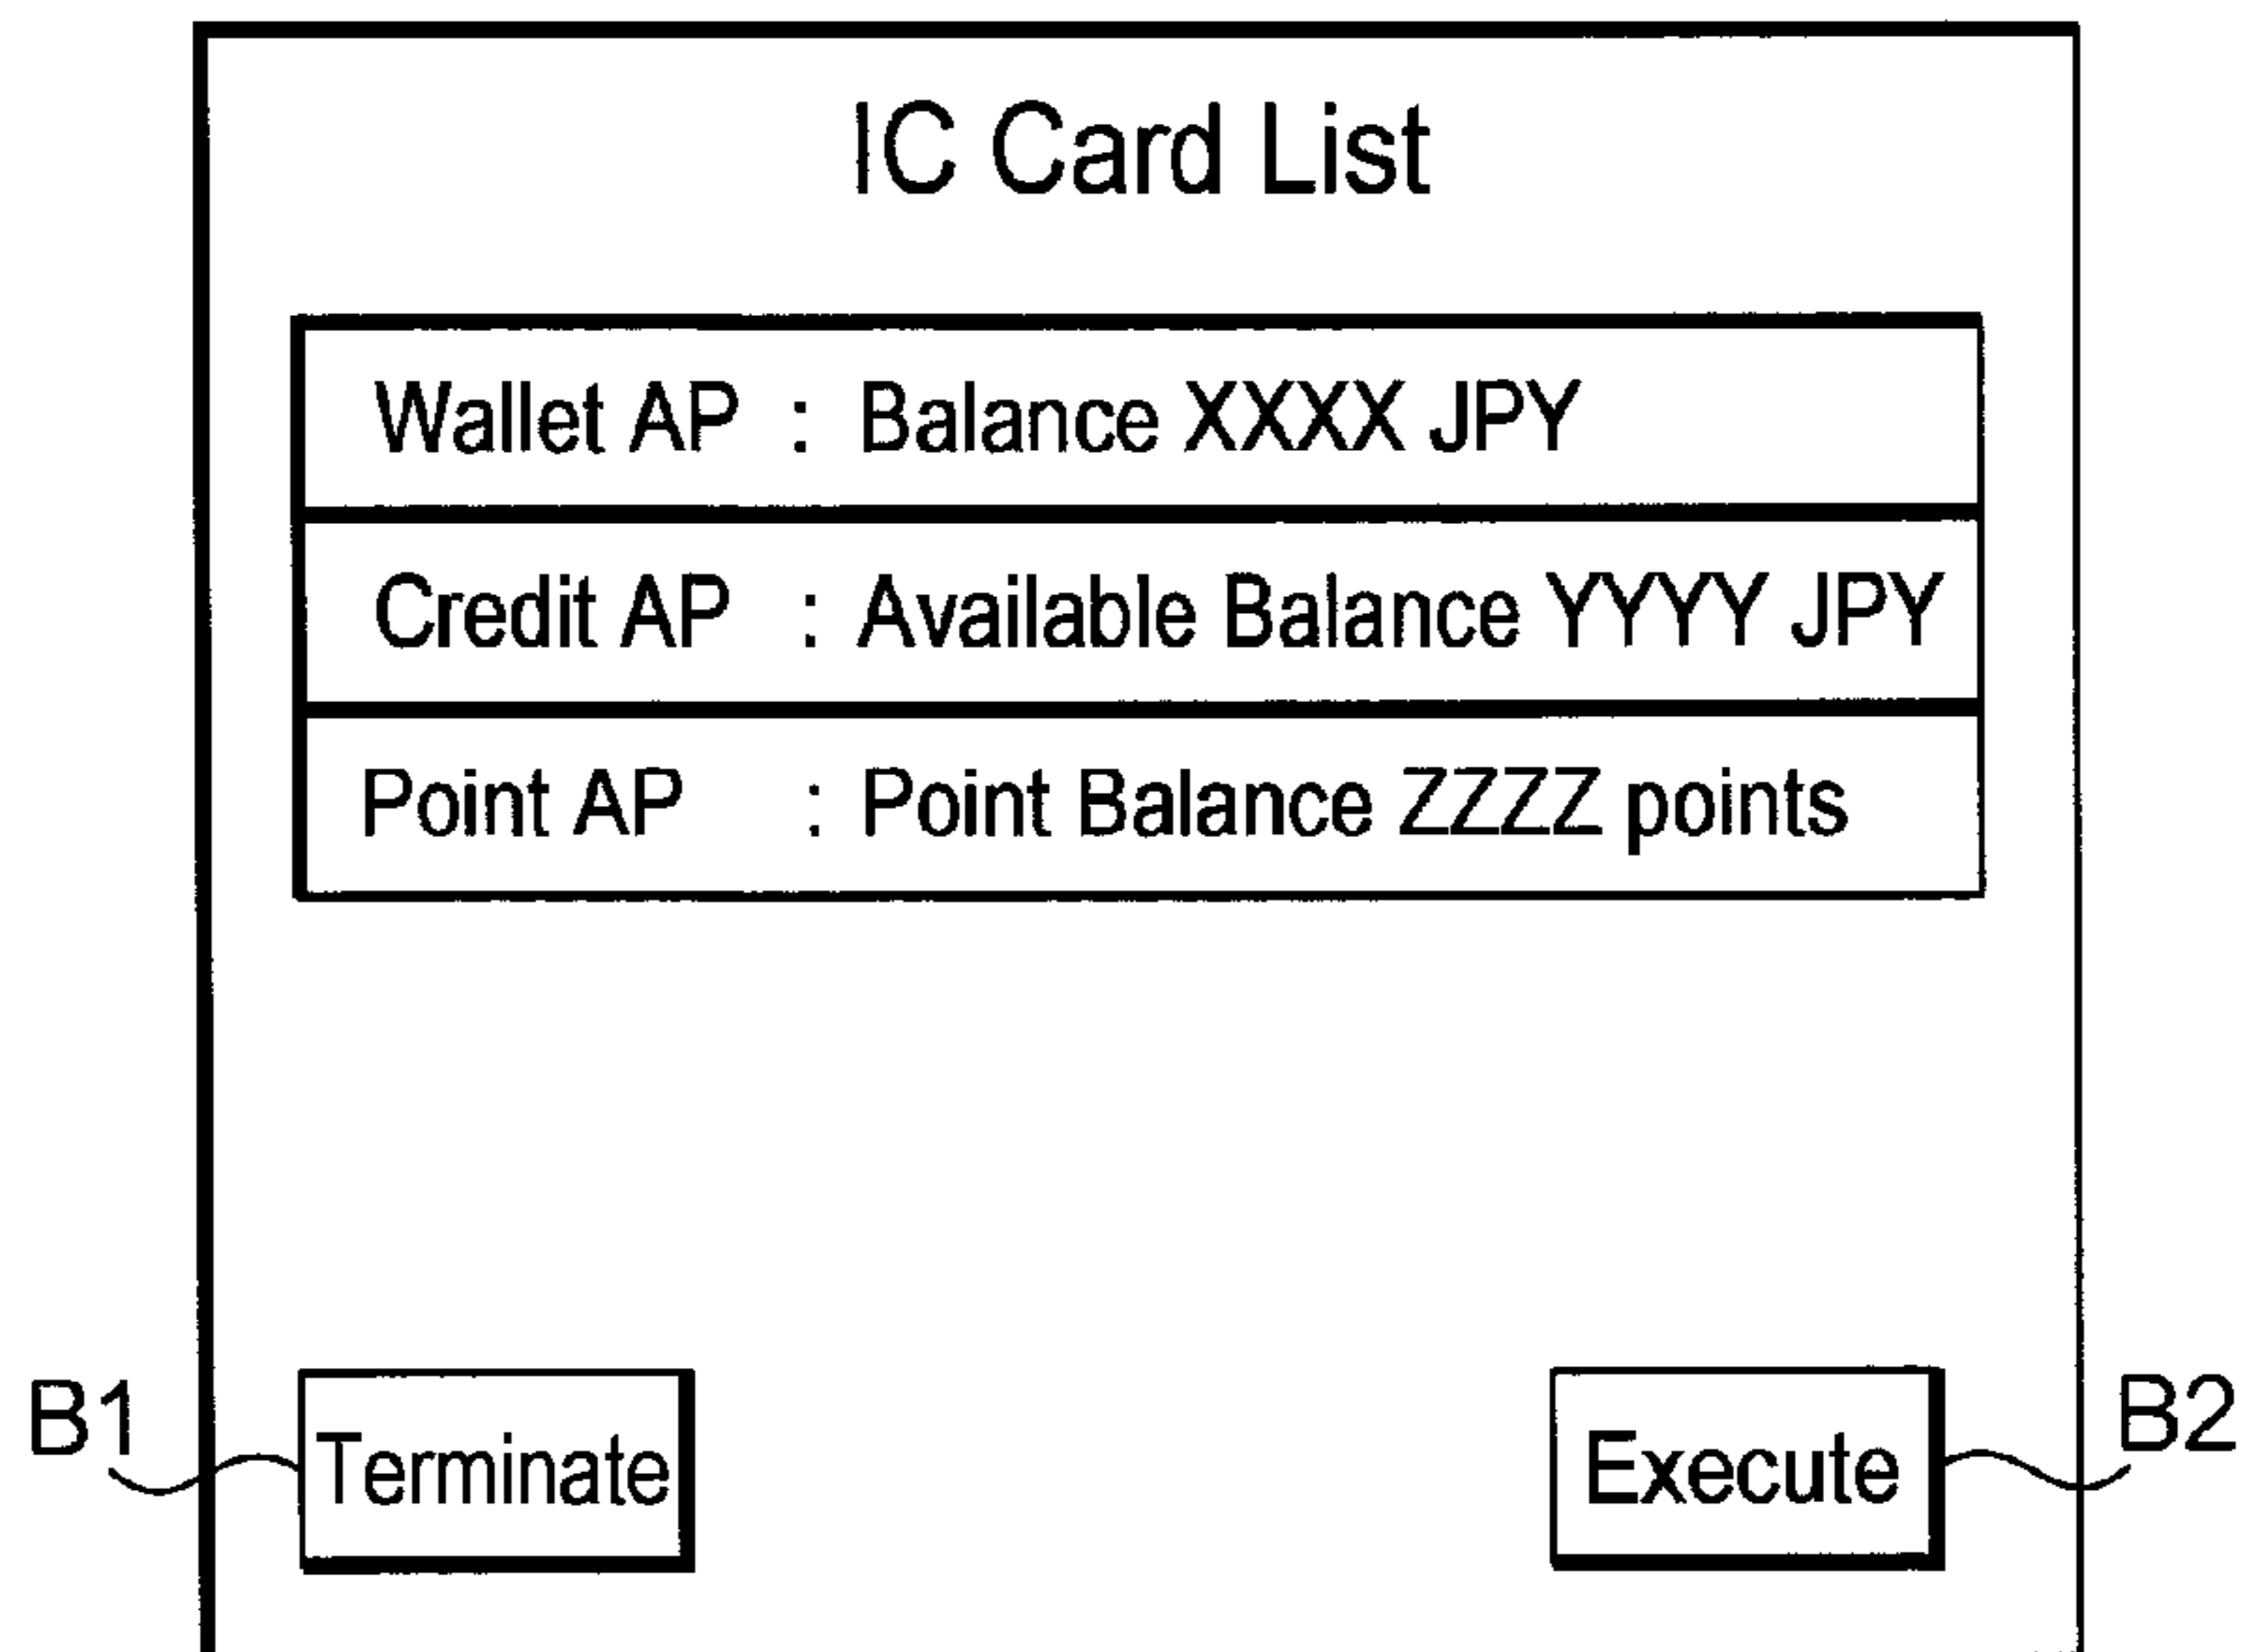 IC Card List
Wallet AP : Balance XXXX JPY
Credit AP : Available Balance YYYY JPY
Point AP : Point Balance ZZZZ points
B1 Terminate Execute B2